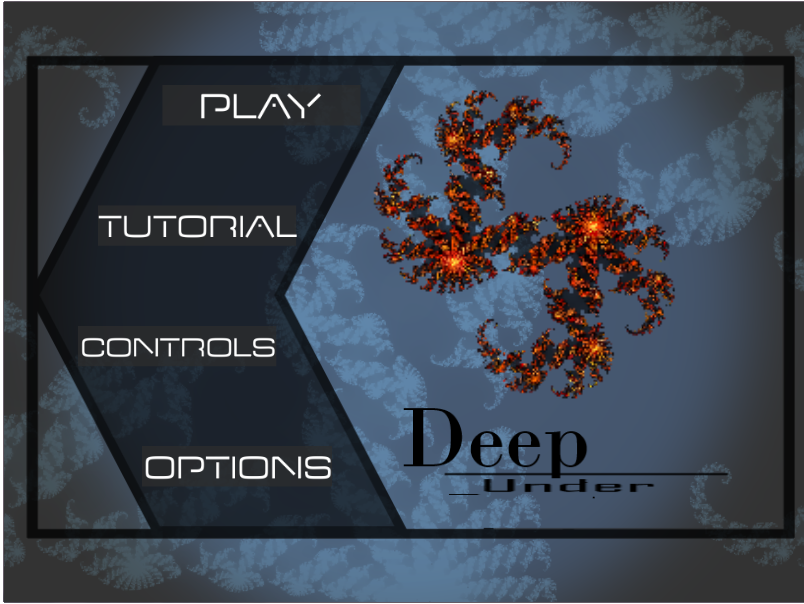 PLAY
TUTORIAL
CONTROLS
OPTIONS
Deep
_Under